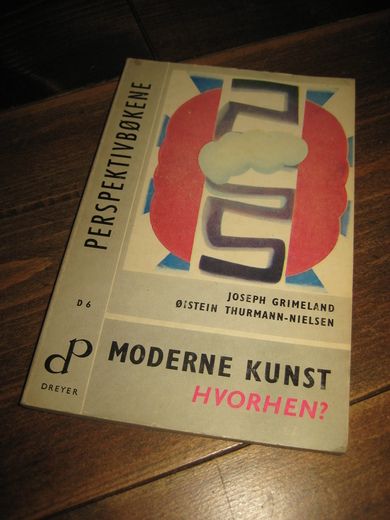 PERSPEKTIVBØKENE
JOSEPH GRIMELAND
ØISTEIN THURMANN-NIELSEN
D 6
dp
DREYER
MODERNE KUNST
HVORHEN?